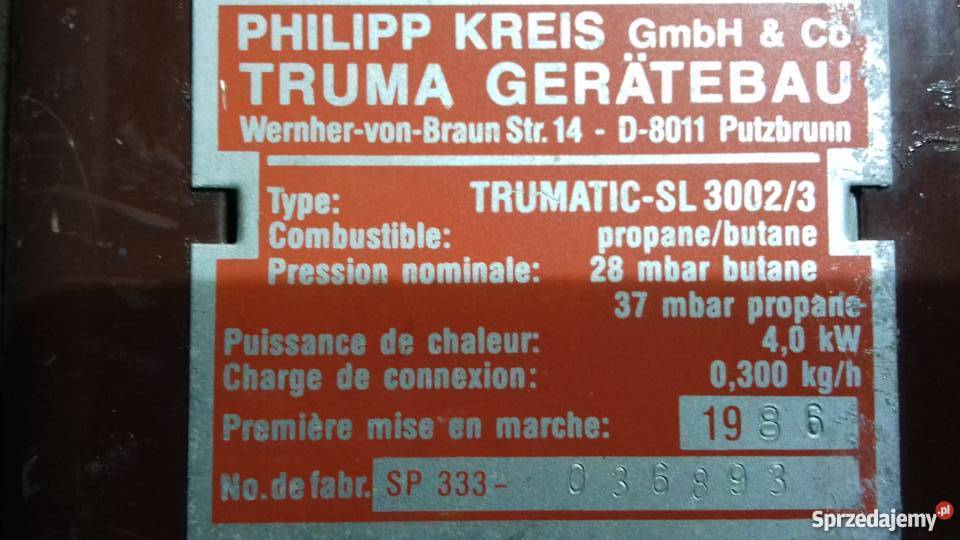 PHILIPP KREIS GmbH & Co
TRUMA GERÄTEBAU
Wernher-von-Braun Str. 14 - D-8011 Putzbrunn
Type: TRUMATIC-SL 3002/3
Combustible: propane/butane
Pression nominale: 28 mbar butane
37 mbar propane
Puissance de chaleur: 4,0 kW
Charge de connexion: 0,300 kg/h
Première mise en marche: 1986
No. de fabr. SP 333- 036893
Sprzedajemy.pl